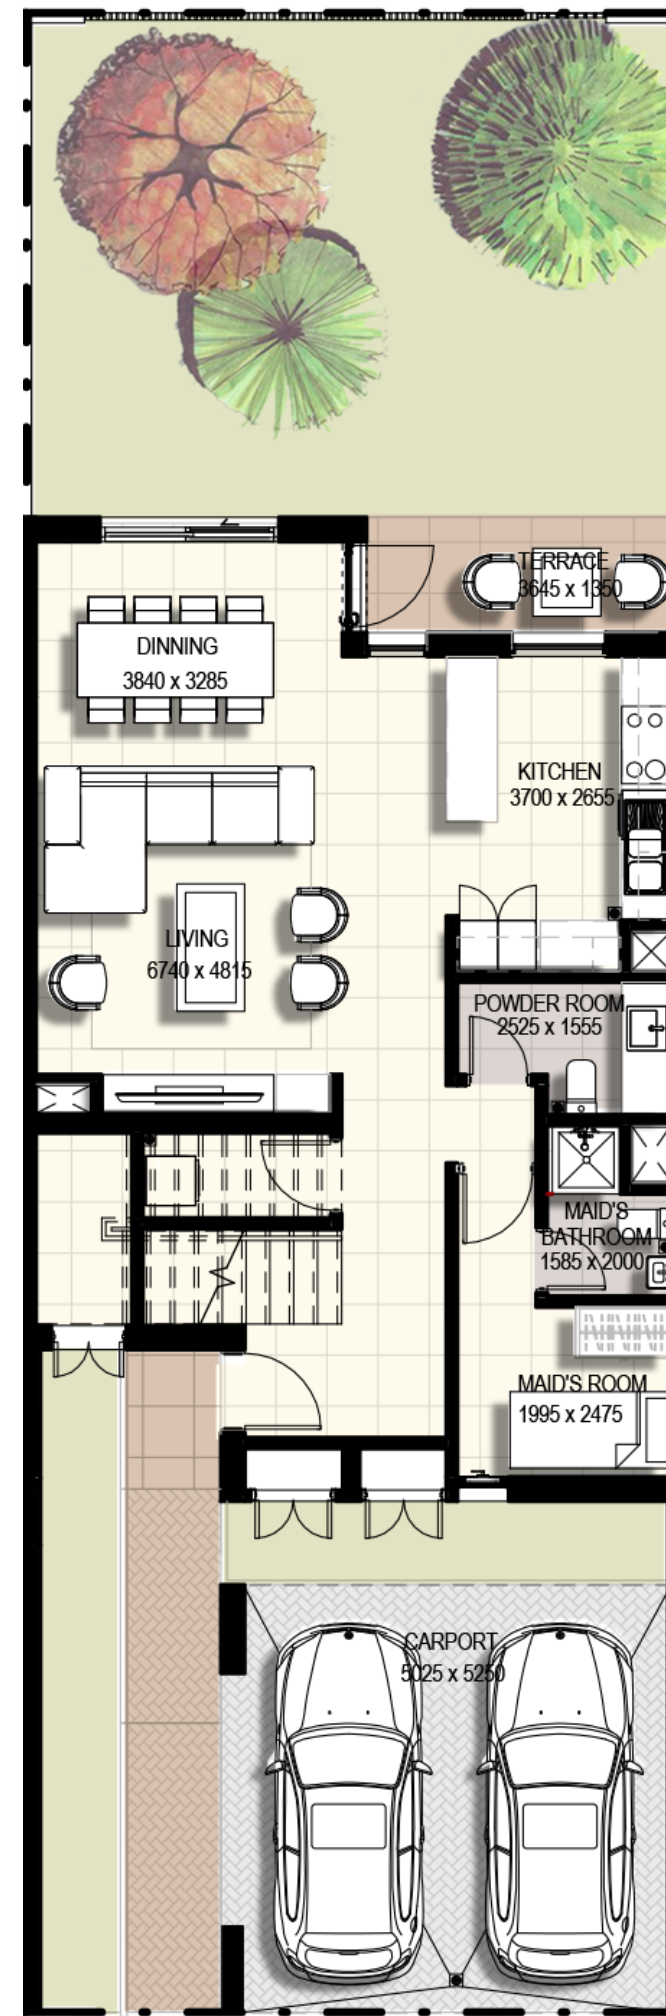 TERRACE
3645 x 1350
DINNING
3840 x 3285
KITCHEN
3700 x 2655
LIVING
6740 x 4815
POWDER ROOM
2525 x 1555
MAID'S
BATHROOM
1585 x 2000
MAID'S ROOM
1995 x 2475
CARPORT
5025 x 5250